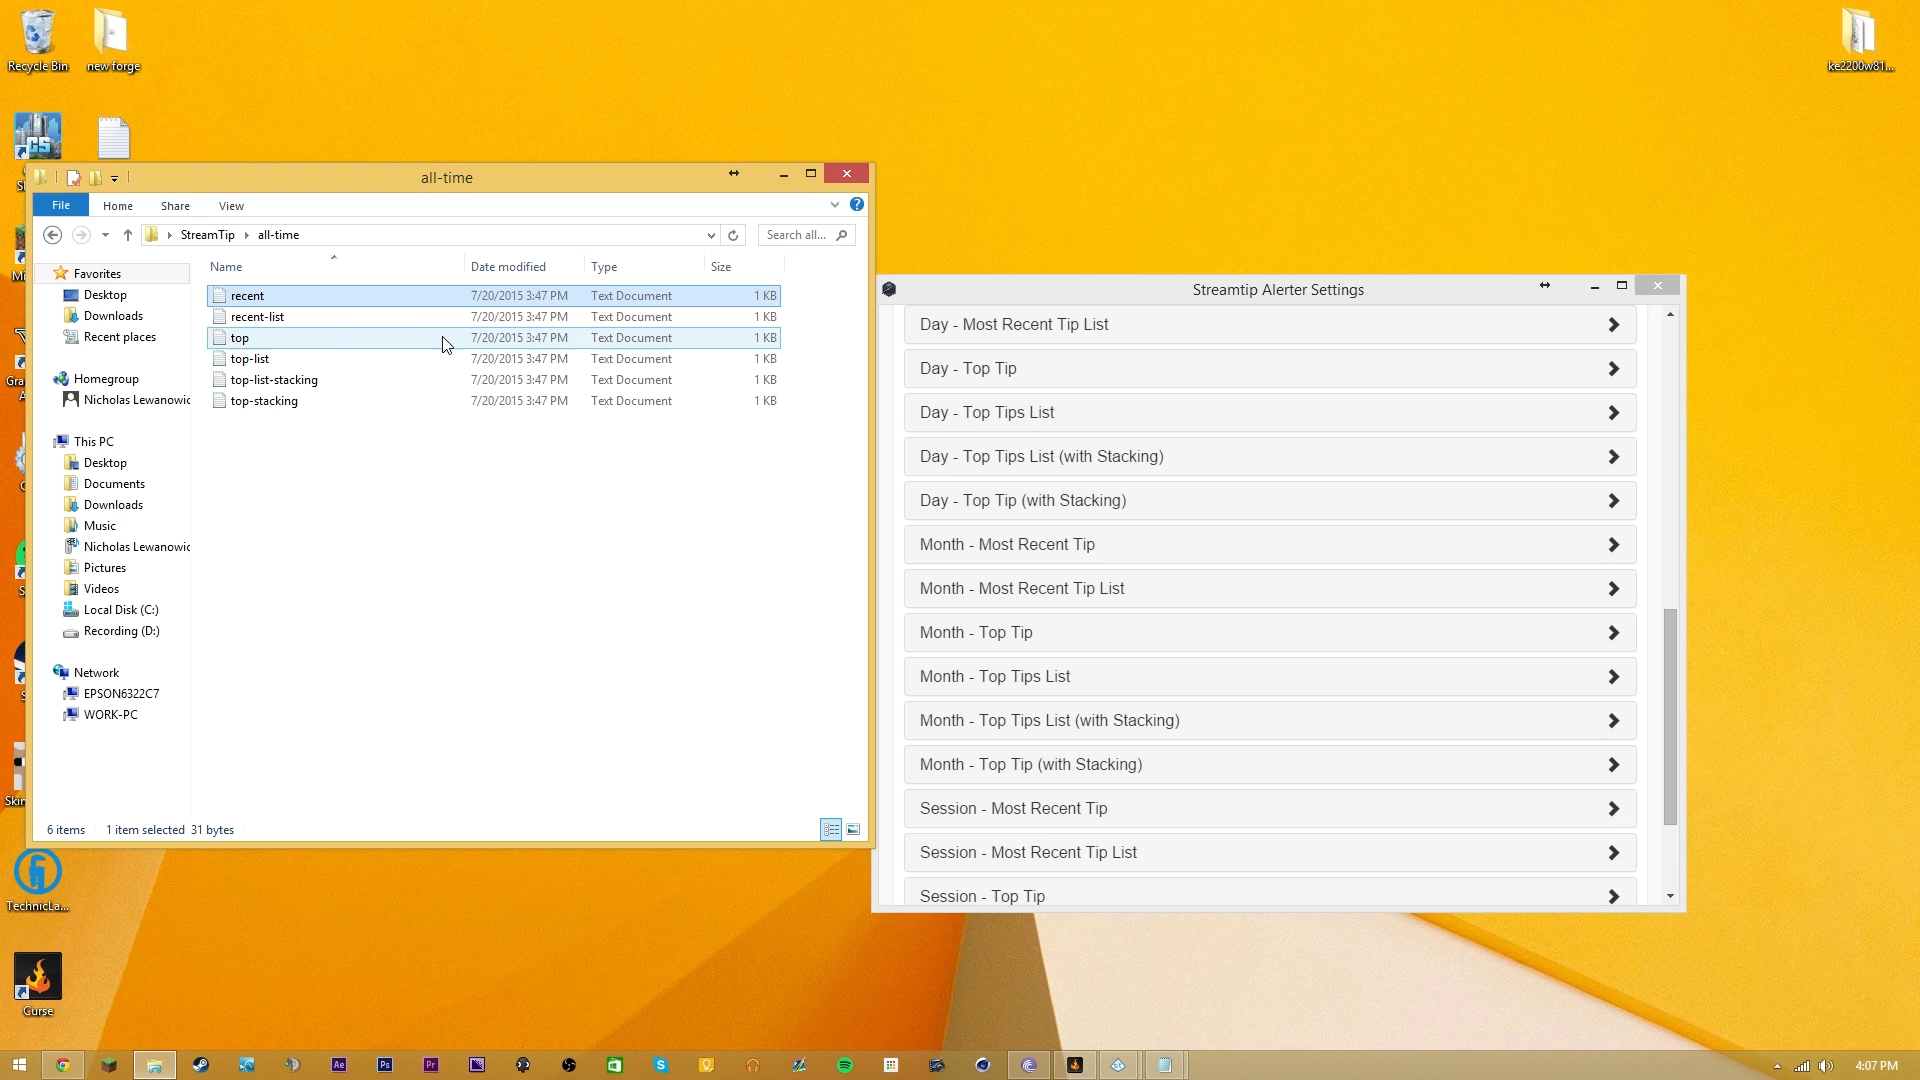 Recycle Bin
new forge
ke2200w81...
all-time
File
Home
Share
View
StreamTip
all-time
Search all...
Name
Date modified
Type
Size
recent 7/20/2015 3:47 PM Text Document 1 KB
recent-list 7/20/2015 3:47 PM Text Document 1 KB
top 7/20/2015 3:47 PM Text Document 1 KB
top-list 7/20/2015 3:47 PM Text Document 1 KB
top-list-stacking 7/20/2015 3:47 PM Text Document 1 KB
top-stacking 7/20/2015 3:47 PM Text Document 1 KB
Favorites
Desktop
Downloads
Recent places
Homegroup
Nicholas Lewanowic
This PC
Desktop
Documents
Downloads
Music
Nicholas Lewanowic
Pictures
Videos
Local Disk (C:)
Recording (D:)
Network
EPSON6322C7
WORK-PC
6 items 1 item selected 31 bytes
Streamtip Alerter Settings
Day - Most Recent Tip List
Day - Top Tip
Day - Top Tips List
Day - Top Tips List (with Stacking)
Day - Top Tip (with Stacking)
Month - Most Recent Tip
Month - Most Recent Tip List
Month - Top Tip
Month - Top Tips List
Month - Top Tips List (with Stacking)
Month - Top Tip (with Stacking)
Session - Most Recent Tip
Session - Most Recent Tip List
Session - Top Tip
TechnicLa...
Curse
Ae
Ps
Pr
4:07 PM